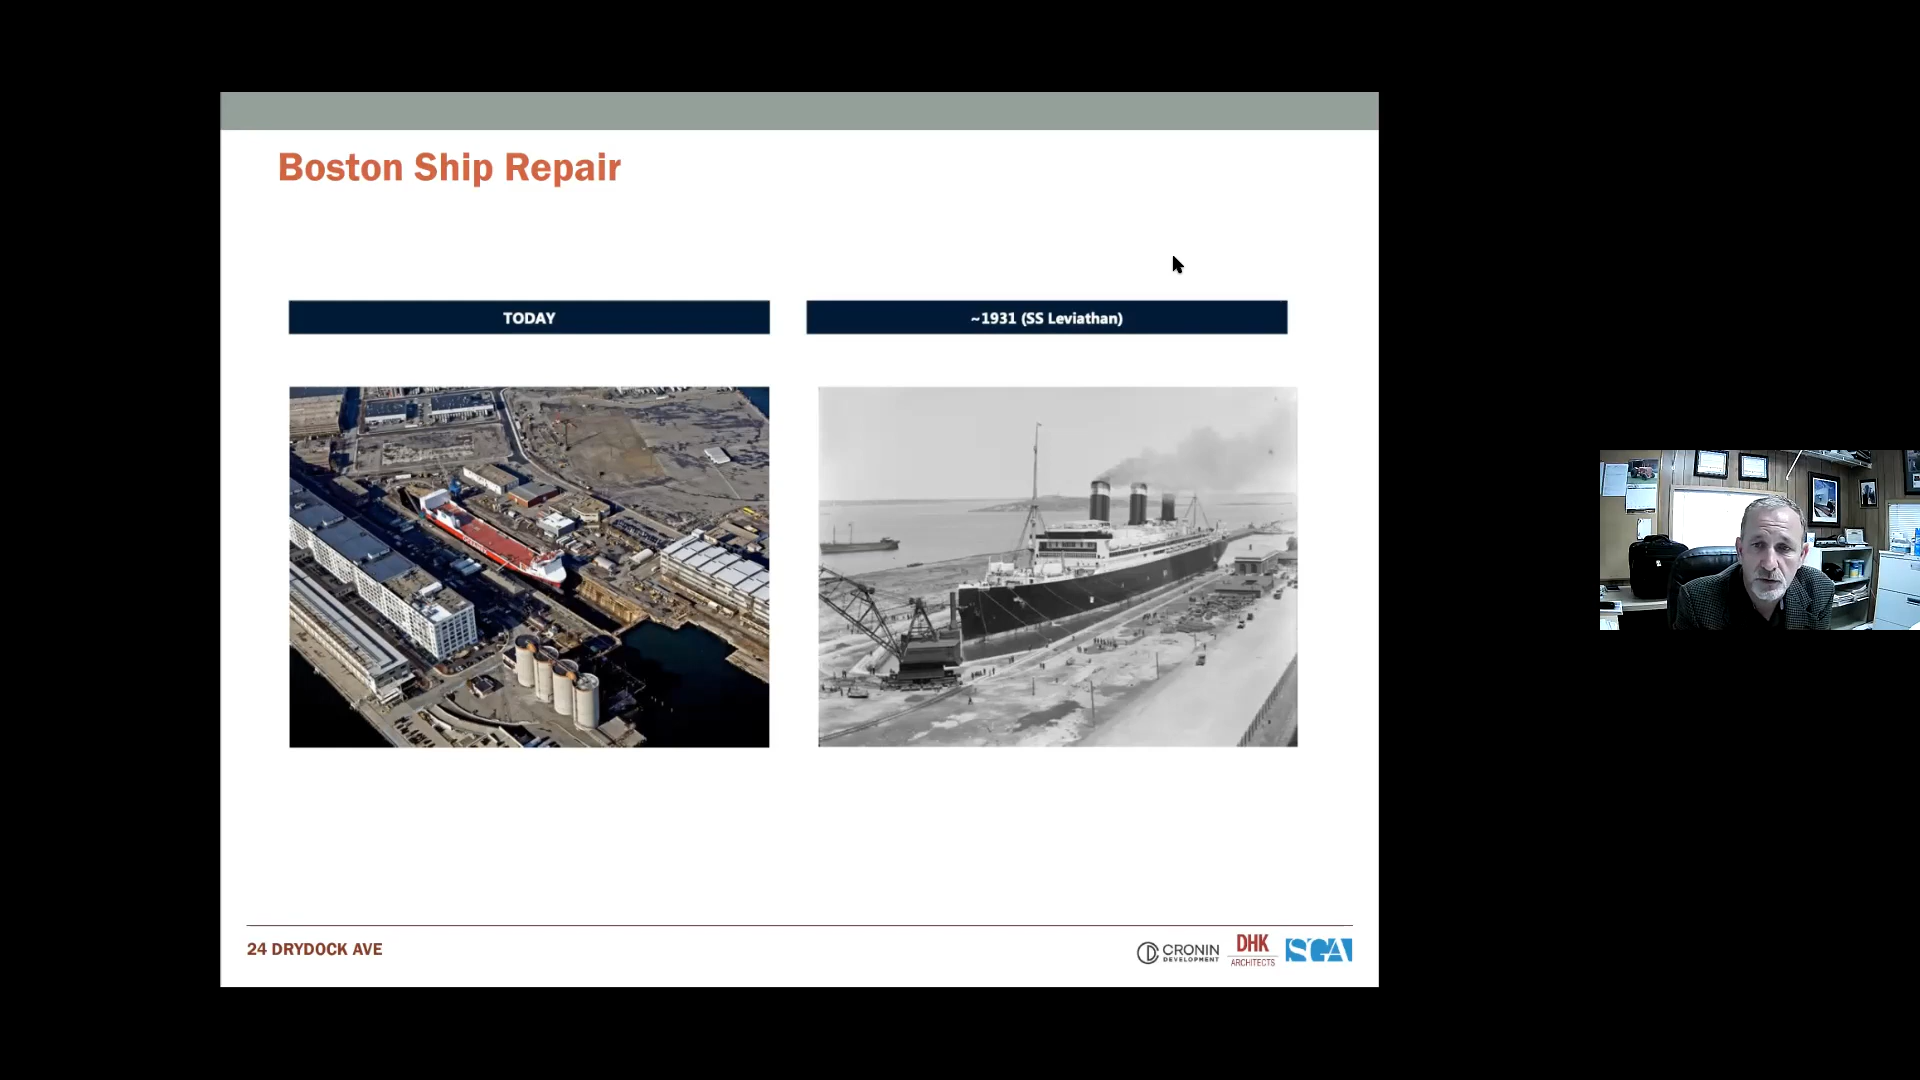 Boston Ship Repair
TODAY
~1931 (SS Leviathan)
24 DRYDOCK AVE
CRONIN
DEVELOPMENT
DHK
ARCHITECTS
SGA